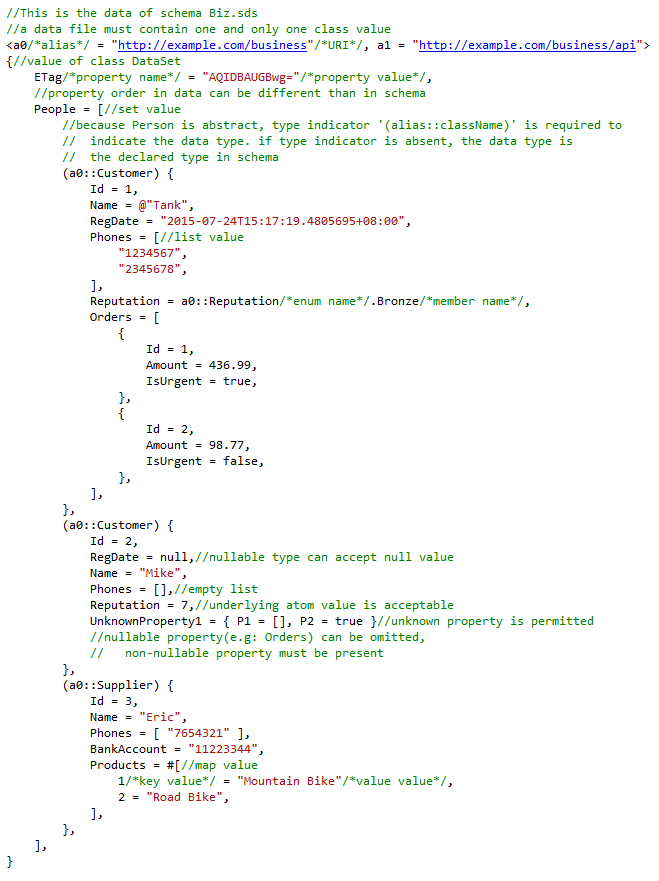 //This is the data of schema Biz.sds
//a data file must contain one and only one class value
<a0/*alias*/ = "http://example.com/business"/*URI*/, a1 = "http://example.com/business/api">
{//value of class DataSet
    ETag/*property name*/ = "AQIDBAUGBwg="/*property value*/,
    //property order in data can be different than in schema
    People = [//set value
        //because Person is abstract, type indicator '(alias::className)' is required to
        //  indicate the data type. if type indicator is absent, the data type is
        //  the declared type in schema
        (a0::Customer) {
            Id = 1,
            Name = @"Tank",
            RegDate = "2015-07-24T15:17:19.4805695+08:00",
            Phones = [//list value
                "1234567",
                "2345678",
            ],
            Reputation = a0::Reputation/*enum name*/.Bronze/*member name*/,
            Orders = [
                {
                    Id = 1,
                    Amount = 436.99,
                    IsUrgent = true,
                },
                {
                    Id = 2,
                    Amount = 98.77,
                    IsUrgent = false,
                },
            ],
        },
        (a0::Customer) {
            Id = 2,
            RegDate = null,//nullable type can accept null value
            Name = "Mike",
            Phones = [],//empty list
            Reputation = 7,//underlying atom value is acceptable
            UnknownProperty1 = { P1 = [], P2 = true }//unknown property is permitted
            //nullable property(e.g: Orders) can be omitted,
            //   non-nullable property must be present
        },
        (a0::Supplier) {
            Id = 3,
            Name = "Eric",
            Phones = [ "7654321" ],
            BankAccount = "11223344",
            Products = #[//map value
                1/*key value*/ = "Mountain Bike"/*value value*/,
                2 = "Road Bike",
            ],
        },
    ],
}